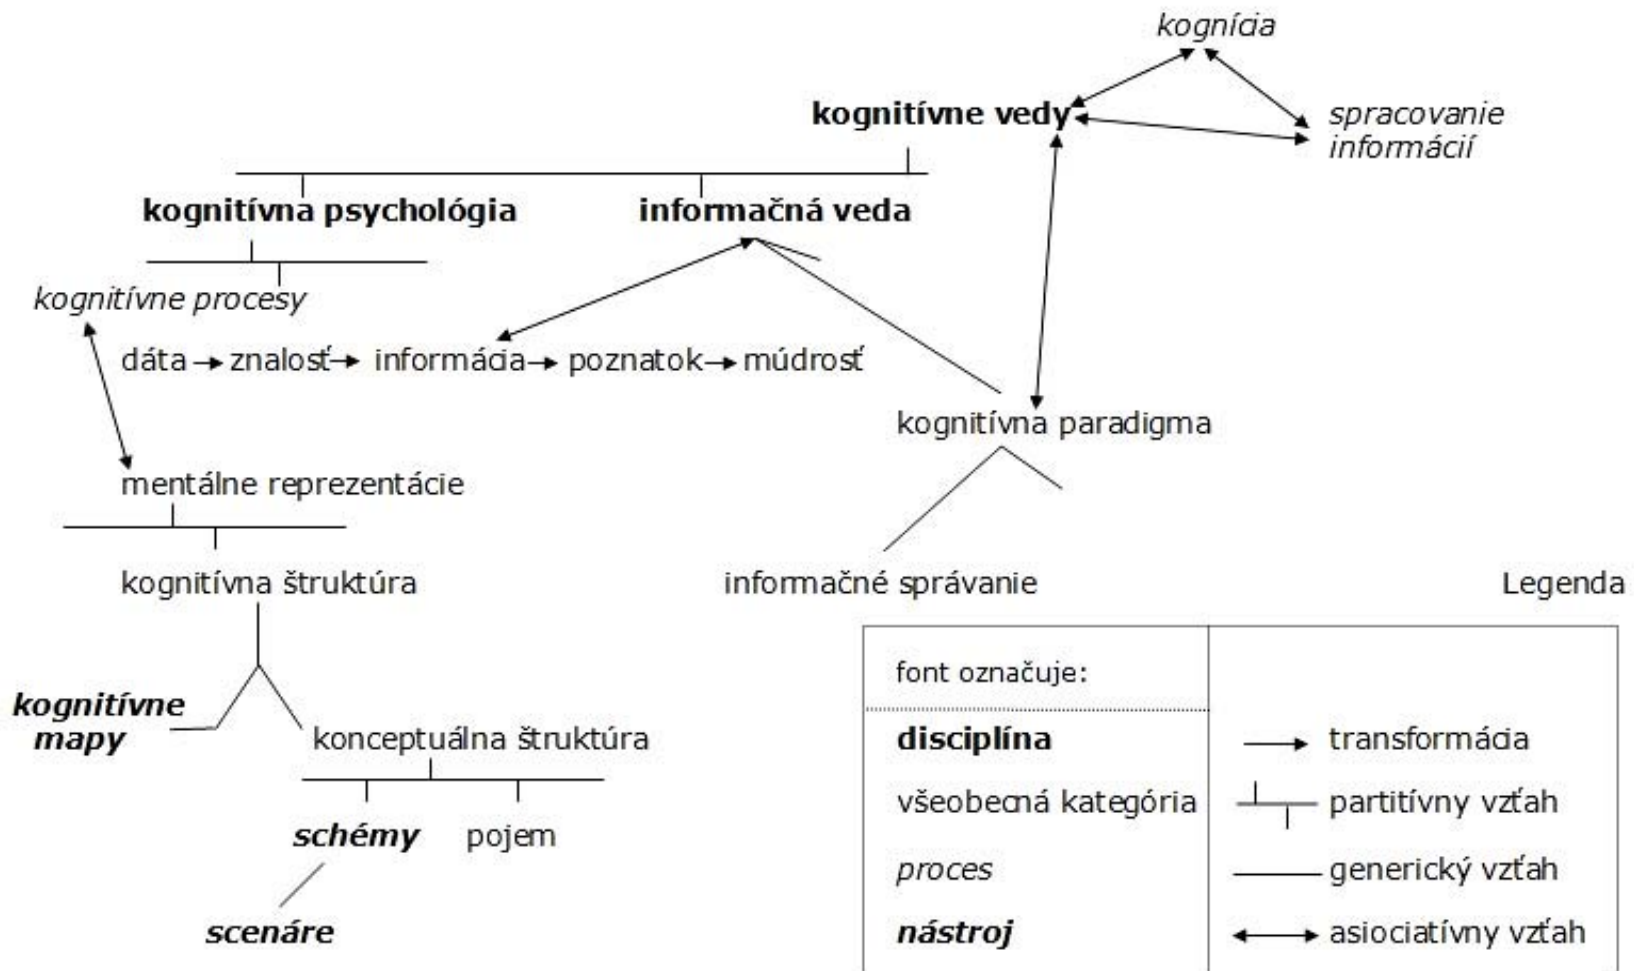 kognícia
kognitívne vedy
spracovanie
informácií
kognitívna psychológia
informačná veda
kognitívne procesy
dáta znalosť informácia poznatok múdrosť
kognitívna paradigma
mentálne reprezentácie
kognitívna štruktúra
informačné správanie
Legenda
kognitívne
mapy
konceptuálna štruktúra
schémy
pojem
scenáre
font označuje:
disciplína
transformácia
všeobecná kategória
partitívny vzťah
proces
generický vzťah
nástroj
asiociatívny vzťah